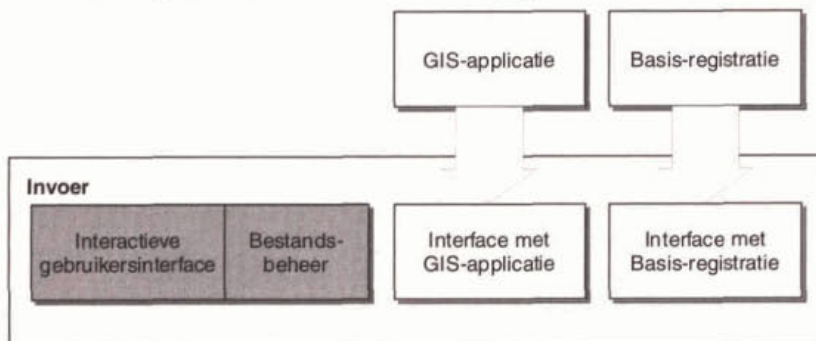 GIS-applicatie
Basis-registratie
Invoer
Interactieve
gebruikersinterface
Bestands-
beheer
Interface met
GIS-applicatie
Interface met
Basis-registratie